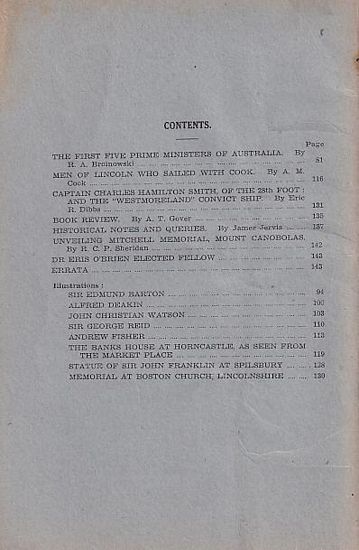 CONTENTS.
Page
THE FIRST FIVE PRIME MINISTERS OF AUSTRALIA. By
R. A. Broinowski ... 81
MEN OF LINCOLN WHO SAILED WITH COOK. By A. M.
Cook ... 116
CAPTAIN CHARLES HAMILTON SMITH, OF THE 28th FOOT:
AND THE "WESTMORELAND" CONVICT SHIP. By Eric
R. Dibbs ... 131
BOOK REVIEW. By A. T. Gover ... 135
HISTORICAL NOTES AND QUERIES. By James Jervis ... 137
UNVEILING MITCHELL MEMORIAL, MOUNT CANOBOLAS.
By R. C. P. Sheridan ... 142
DR ERIS O'BRIEN ELECTED FELLOW ... 143
ERRATA ... 143
Illustrations:
SIR EDMUND BARTON ... 94
ALFRED DEAKIN ... 100
JOHN CHRISTIAN WATSON ... 103
SIR GEORGE REID ... 110
ANDREW FISHER ... 113
THE BANKS HOUSE AT HORNCASTLE, AS SEEN FROM
THE MARKET PLACE ... 119
STATUE OF SIR JOHN FRANKLIN AT SPILSBURY ... 128
MEMORIAL AT BOSTON CHURCH, LINCOLNSHIRE ... 130